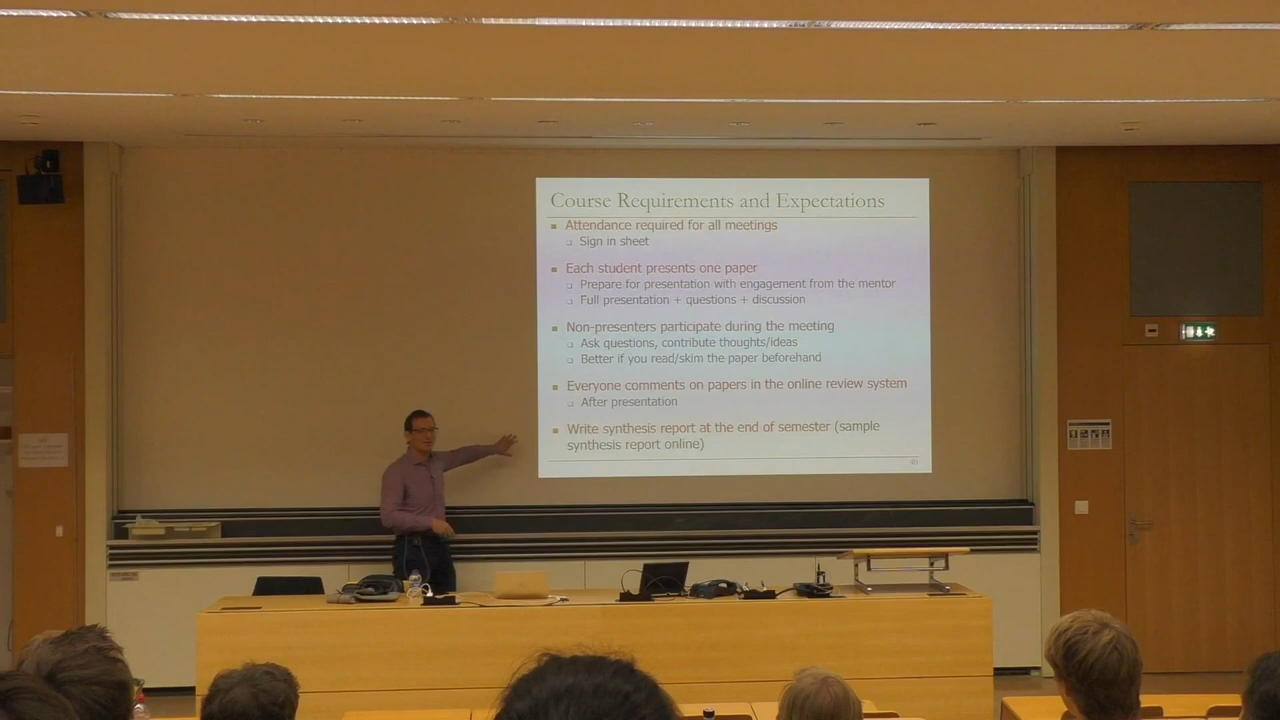 Course Requirements and Expectations
Attendance required for all meetings
Sign in sheet
Each student presents one paper
Prepare for presentation with engagement from the mentor
Full presentation + questions + discussion
Non-presenters participate during the meeting
Ask questions, contribute thoughts/ideas
Better if you read/skim the paper beforehand
Everyone comments on papers in the online review system
After presentation
Write synthesis report at the end of semester (sample
synthesis report online)